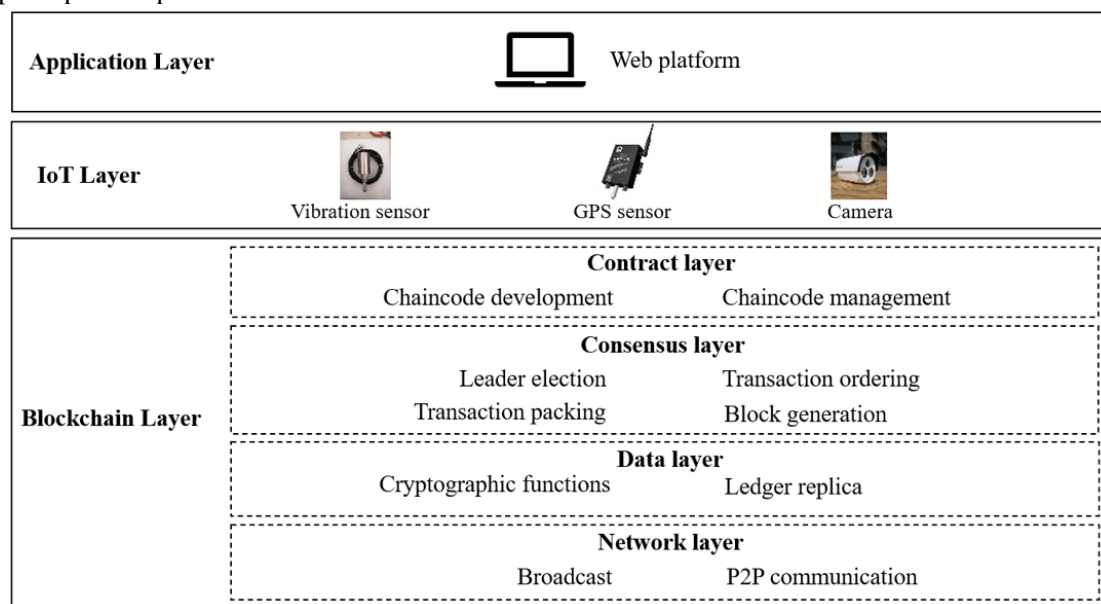 Application Layer
Web platform
IoT Layer
Vibration sensor
GPS sensor
Camera
Blockchain Layer
Contract layer
Chaincode development Chaincode management
Consensus layer
Leader election Transaction ordering
Transaction packing Block generation
Data layer
Cryptographic functions Ledger replica
Network layer
Broadcast P2P communication